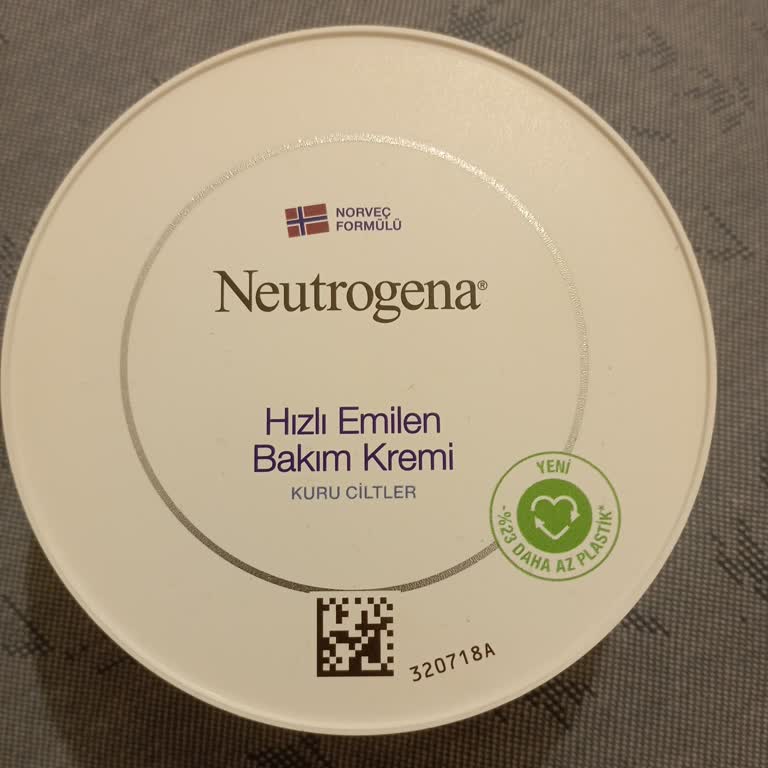 NORVEÇ
FORMÜLÜ
Neutrogena®
Hızlı Emilen
Bakım Kremi
KURU CİLTLER
YENİ
-%23 DAHA AZ PLASTİK*
320718A